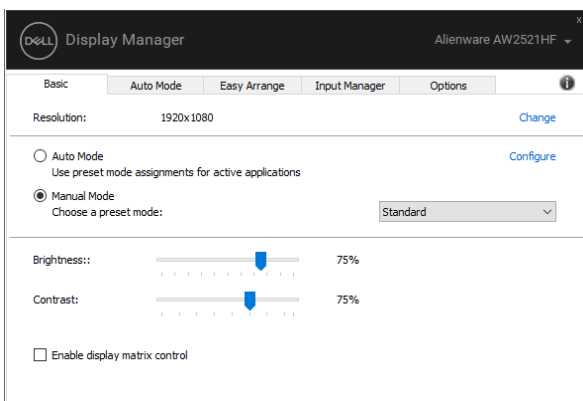 DELL Display Manager Alienware AW2521HF
Basic Auto Mode Easy Arrange Input Manager Options
Resolution: 1920x1080 Change
Auto Mode Configure
Use preset mode assignments for active applications
Manual Mode
Choose a preset mode: Standard
Brightness:: 75%
Contrast: 75%
Enable display matrix control